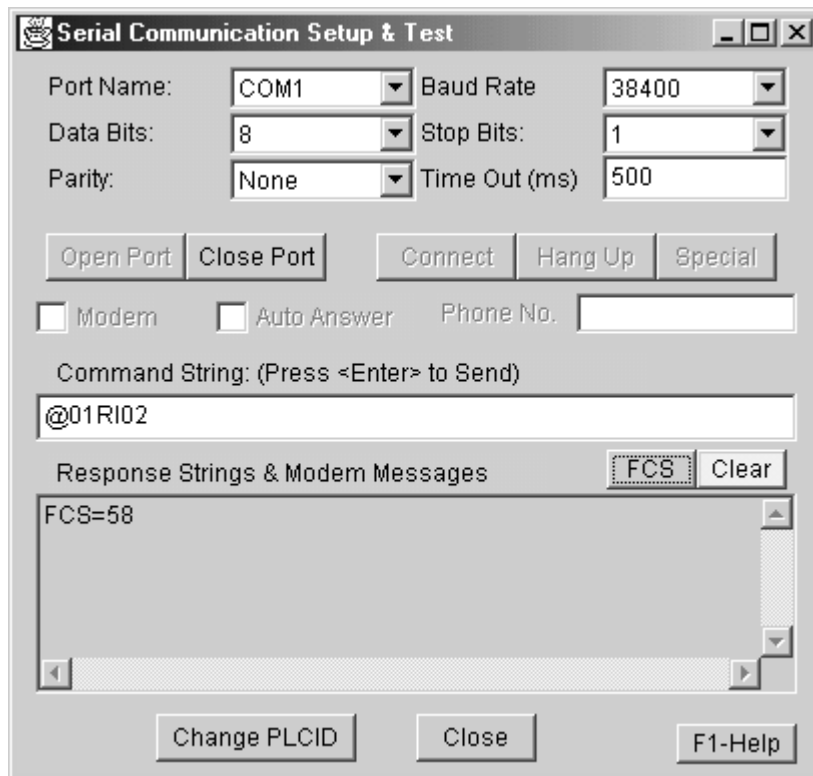 Serial Communication Setup & Test
Port Name: COM1 Baud Rate 38400
Data Bits: 8 Stop Bits: 1
Parity: None Time Out (ms) 500
Open Port Close Port Connect Hang Up Special
Modem Auto Answer Phone No.
Command String: (Press <Enter> to Send)
@01RI02
Response Strings & Modem Messages FCS Clear
FCS=58
Change PLCID Close F1-Help